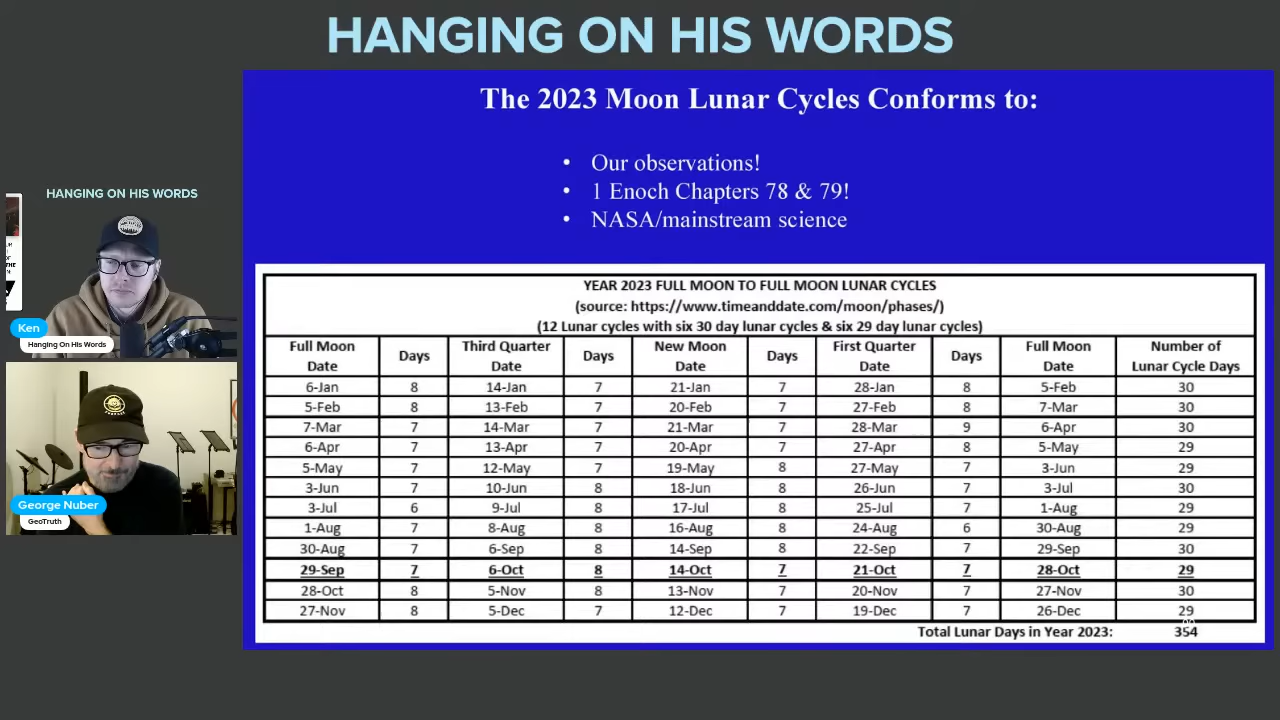 HANGING ON HIS WORDS
The 2023 Moon Lunar Cycles Conforms to:
• Our observations!
• 1 Enoch Chapters 78 & 79!
• NASA/mainstream science
HANGING ON HIS WORDS
Ken
Hanging On His Words
George Nuber
GeoTruth
YEAR 2023 FULL MOON TO FULL MOON LUNAR CYCLES
(source: https://www.timeanddate.com/moon/phases/)
(12 Lunar cycles with six 30 day lunar cycles & six 29 day lunar cycles)
Full Moon Date Days Third Quarter Date Days New Moon Date Days First Quarter Date Days Full Moon Date Number of Lunar Cycle Days
6-Jan 8 14-Jan 7 21-Jan 7 28-Jan 8 5-Feb 30
5-Feb 8 13-Feb 7 20-Feb 7 27-Feb 8 7-Mar 30
7-Mar 7 14-Mar 7 21-Mar 7 28-Mar 9 6-Apr 30
6-Apr 7 13-Apr 7 20-Apr 7 27-Apr 8 5-May 29
5-May 7 12-May 7 19-May 8 27-May 7 3-Jun 29
3-Jun 7 10-Jun 8 18-Jun 8 26-Jun 7 3-Jul 30
3-Jul 6 9-Jul 8 17-Jul 8 25-Jul 7 1-Aug 29
1-Aug 7 8-Aug 8 16-Aug 8 24-Aug 6 30-Aug 29
30-Aug 7 6-Sep 8 14-Sep 8 22-Sep 7 29-Sep 30
29-Sep 7 6-Oct 8 14-Oct 7 21-Oct 7 28-Oct 29
28-Oct 8 5-Nov 8 13-Nov 7 20-Nov 7 27-Nov 30
27-Nov 8 5-Dec 7 12-Dec 7 19-Dec 7 26-Dec 29
Total Lunar Days in Year 2023: 354